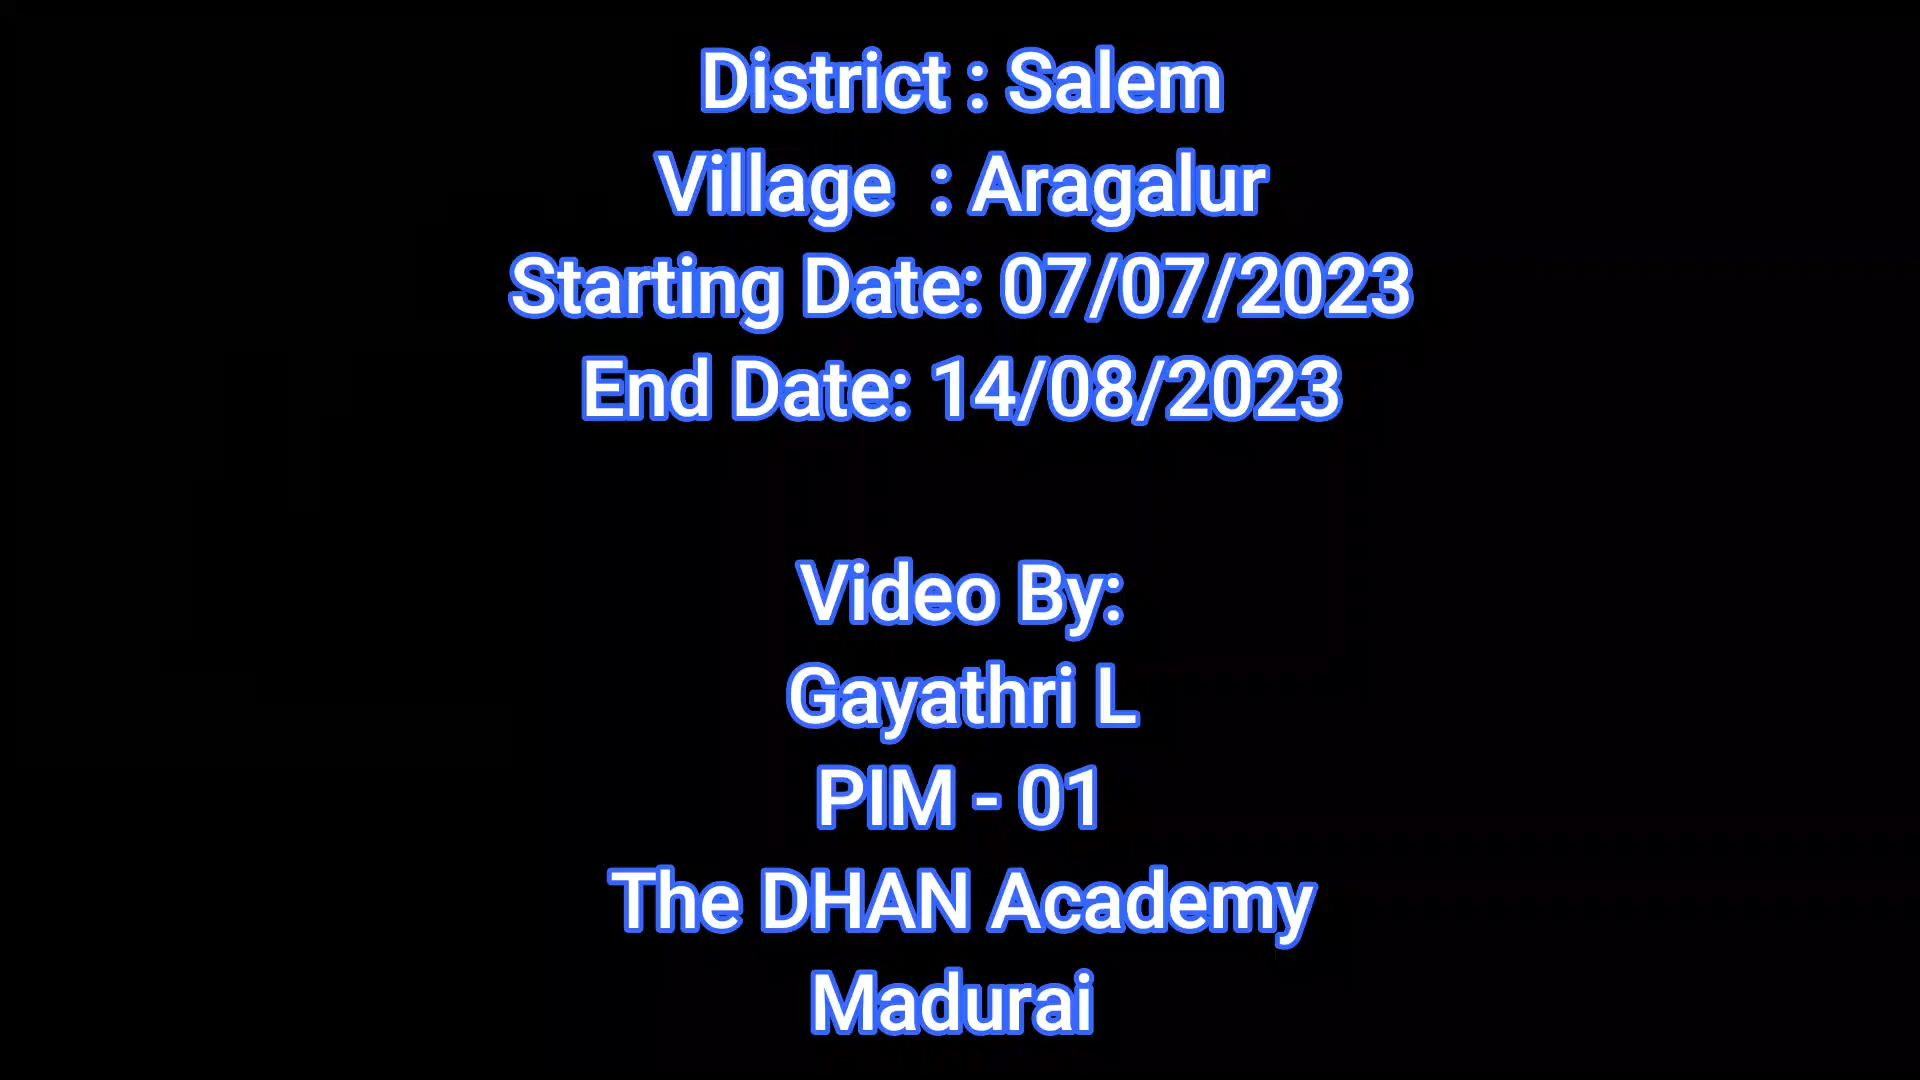 District : Salem
Village  : Aragalur
Starting Date: 07/07/2023
End Date: 14/08/2023
Video By:
Gayathri L
PIM - 01
The DHAN Academy
Madurai